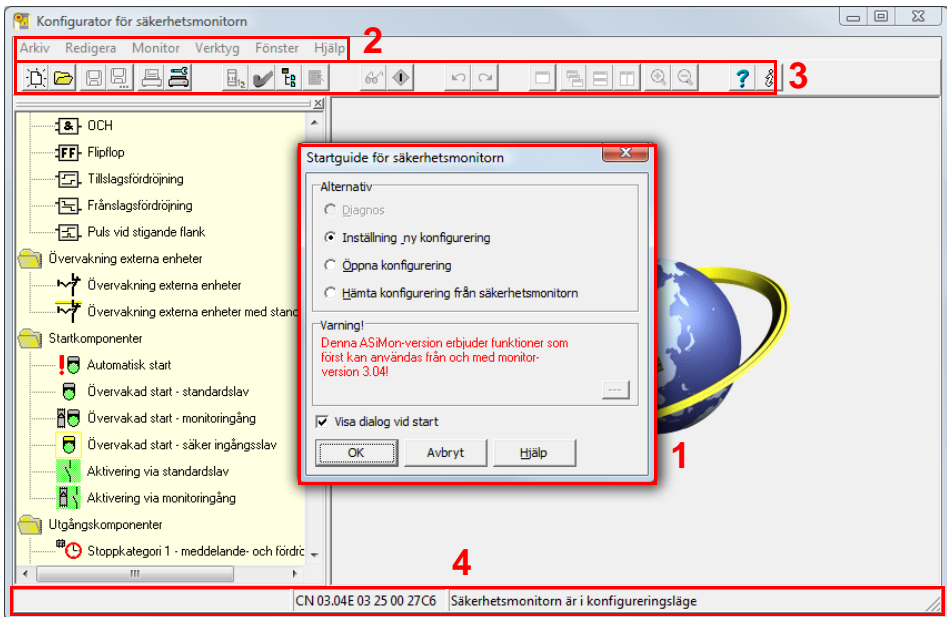 Konfigurator för säkerhetsmonitorn
Arkiv Redigera Monitor Verktyg Fönster Hjälp
2
3
& OCH
FF Flipflop
Tillslagsfördröjning
Frånslagsfördröjning
Puls vid stigande flank
Övervakning externa enheter
Övervakning externa enheter
Övervakning externa enheter med stand
Startkomponenter
Automatisk start
Övervakad start - standardslav
Övervakad start - monitoringång
Övervakad start - säker ingångsslav
Aktivering via standardslav
Aktivering via monitoringång
Utgångskomponenter
Stoppkategori 1 - meddelande- och fördrö
Startguide för säkerhetsmonitorn
Alternativ
Diagnos
Inställning ny konfigurering
Öppna konfigurering
Hämta konfigurering från säkerhetsmonitorn
Varning!
Denna ASiMon-version erbjuder funktioner som
först kan användas från och med monitor-
version 3.04!
...
Visa dialog vid start
OK Avbryt Hjälp
1
4
CN 03.04E 03 25 00 27C6 Säkerhetsmonitorn är i konfigureringsläge